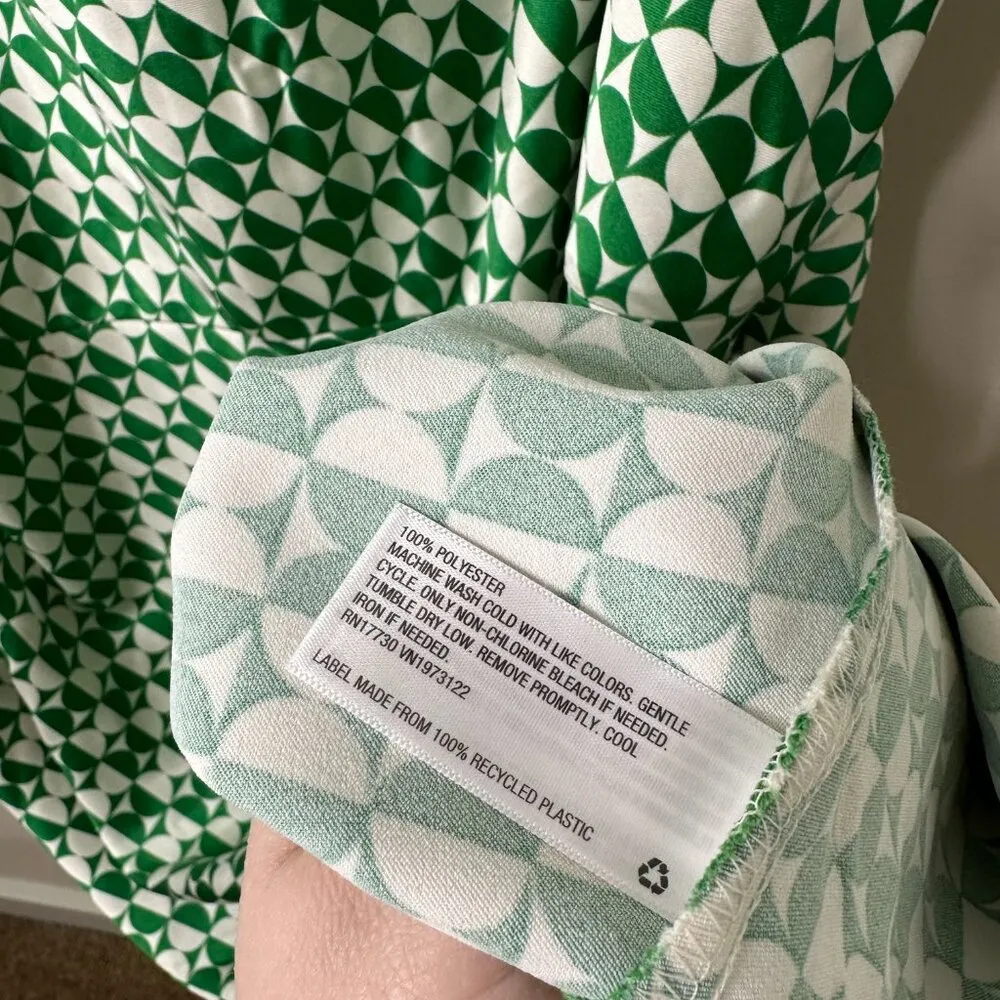 100% POLYESTER
MACHINE WASH COLD WITH LIKE COLORS. GENTLE
CYCLE. ONLY NON-CHLORINE BLEACH IF NEEDED.
TUMBLE DRY LOW. REMOVE PROMPTLY. COOL
IRON IF NEEDED.
RN17730 VN1973122
LABEL MADE FROM 100% RECYCLED PLASTIC